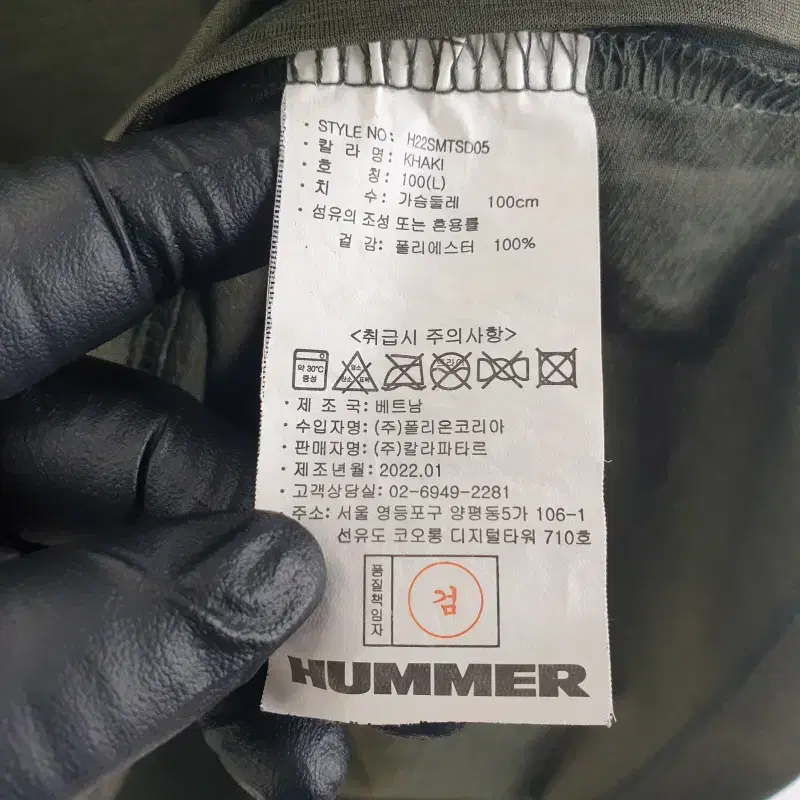 · STYLE NO: H22SMTSD05
· 칼 라 명: KHAKI
· 호 칭: 100(L)
· 치 수: 가슴둘레 100cm
· 섬유의 조성 또는 혼용률
겉 감: 폴리에스터 100%
<취급시 주의사항>
약 30℃
중성
· 제 조 국: 베트남
· 수입자명: (주)폴리온코리아
· 판매자명: (주)칼라파타르
· 제조년월: 2022.01
· 고객상담실: 02-6949-2281
· 주소: 서울 영등포구 양평동5가 106-1
선유도 코오롱 디지털타워 710호
품질책임자
검
HUMMER